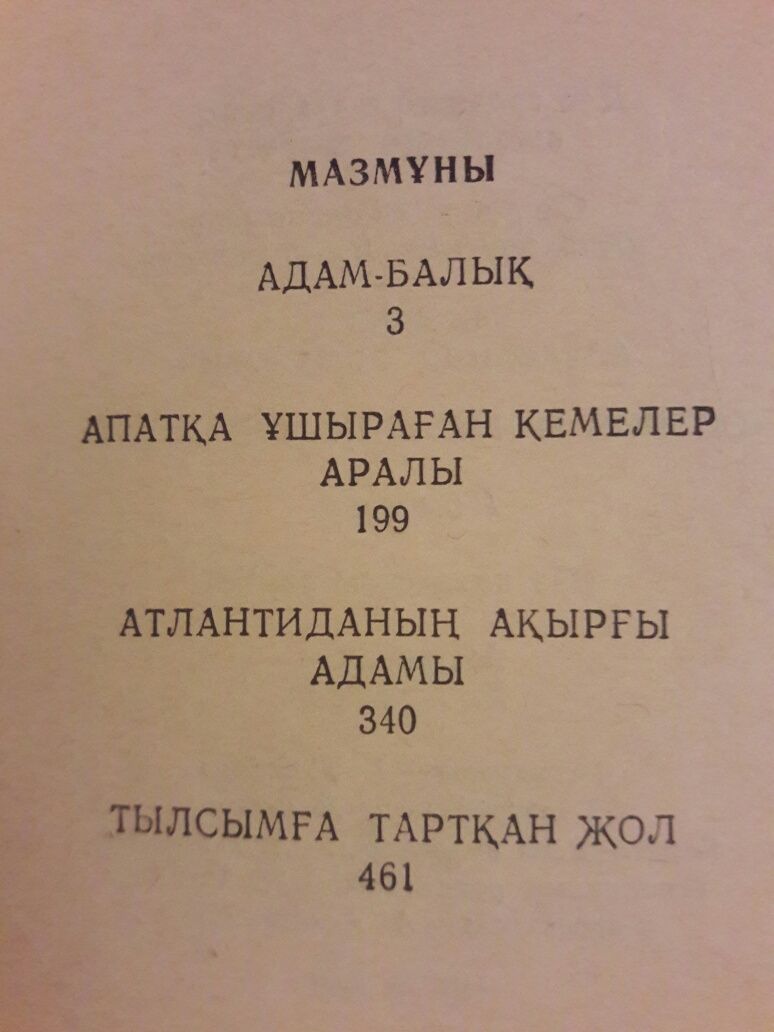 МАЗМҰНЫ
АДАМ-БАЛЫҚ
3
АПАТҚА ҰШЫРАҒАН ҚЕМЕЛЕР
АРАЛЫ
199
АТЛАНТИДАНЫҢ АҚЫРҒЫ
АДАМЫ
340
ТЫЛСЫМҒА ТАРТҚАН ЖОЛ
461